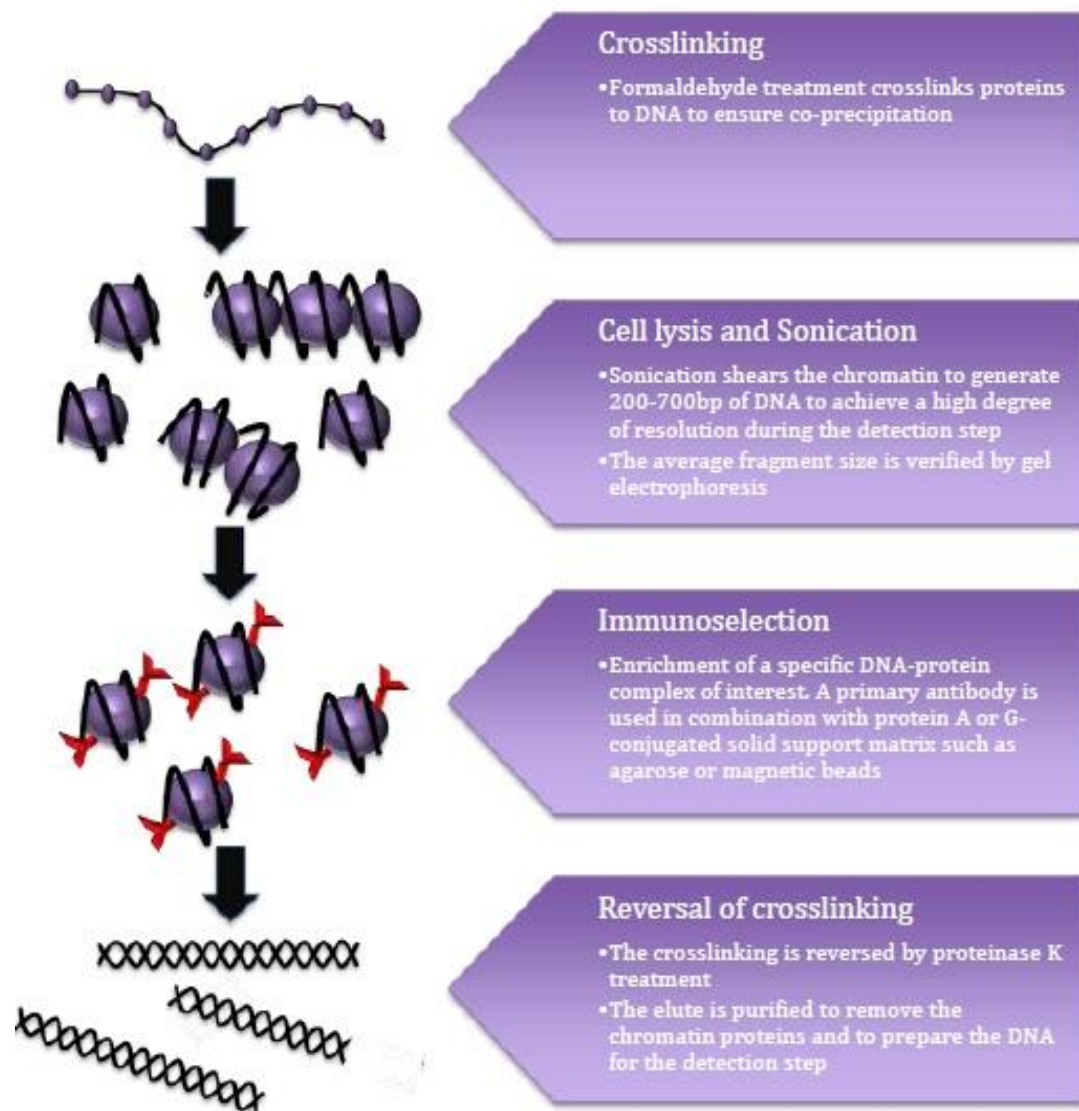 Crosslinking
•Formaldehyde treatment crosslinks proteins
to DNA to ensure co-precipitation
Cell lysis and Sonication
•Sonication shears the chromatin to generate
200-700bp of DNA to achieve a high degree
of resolution during the detection step
•The average fragment size is verified by gel
electrophoresis
Immunoselection
•Enrichment of a specific DNA-protein
complex of interest. A primary antibody is
used in combination with protein A or G-
conjugated solid support matrix such as
agarose or magnetic beads
Reversal of crosslinking
•The crosslinking is reversed by proteinase K
treatment
•The elute is purified to remove the
chromatin proteins and to prepare the DNA
for the detection step